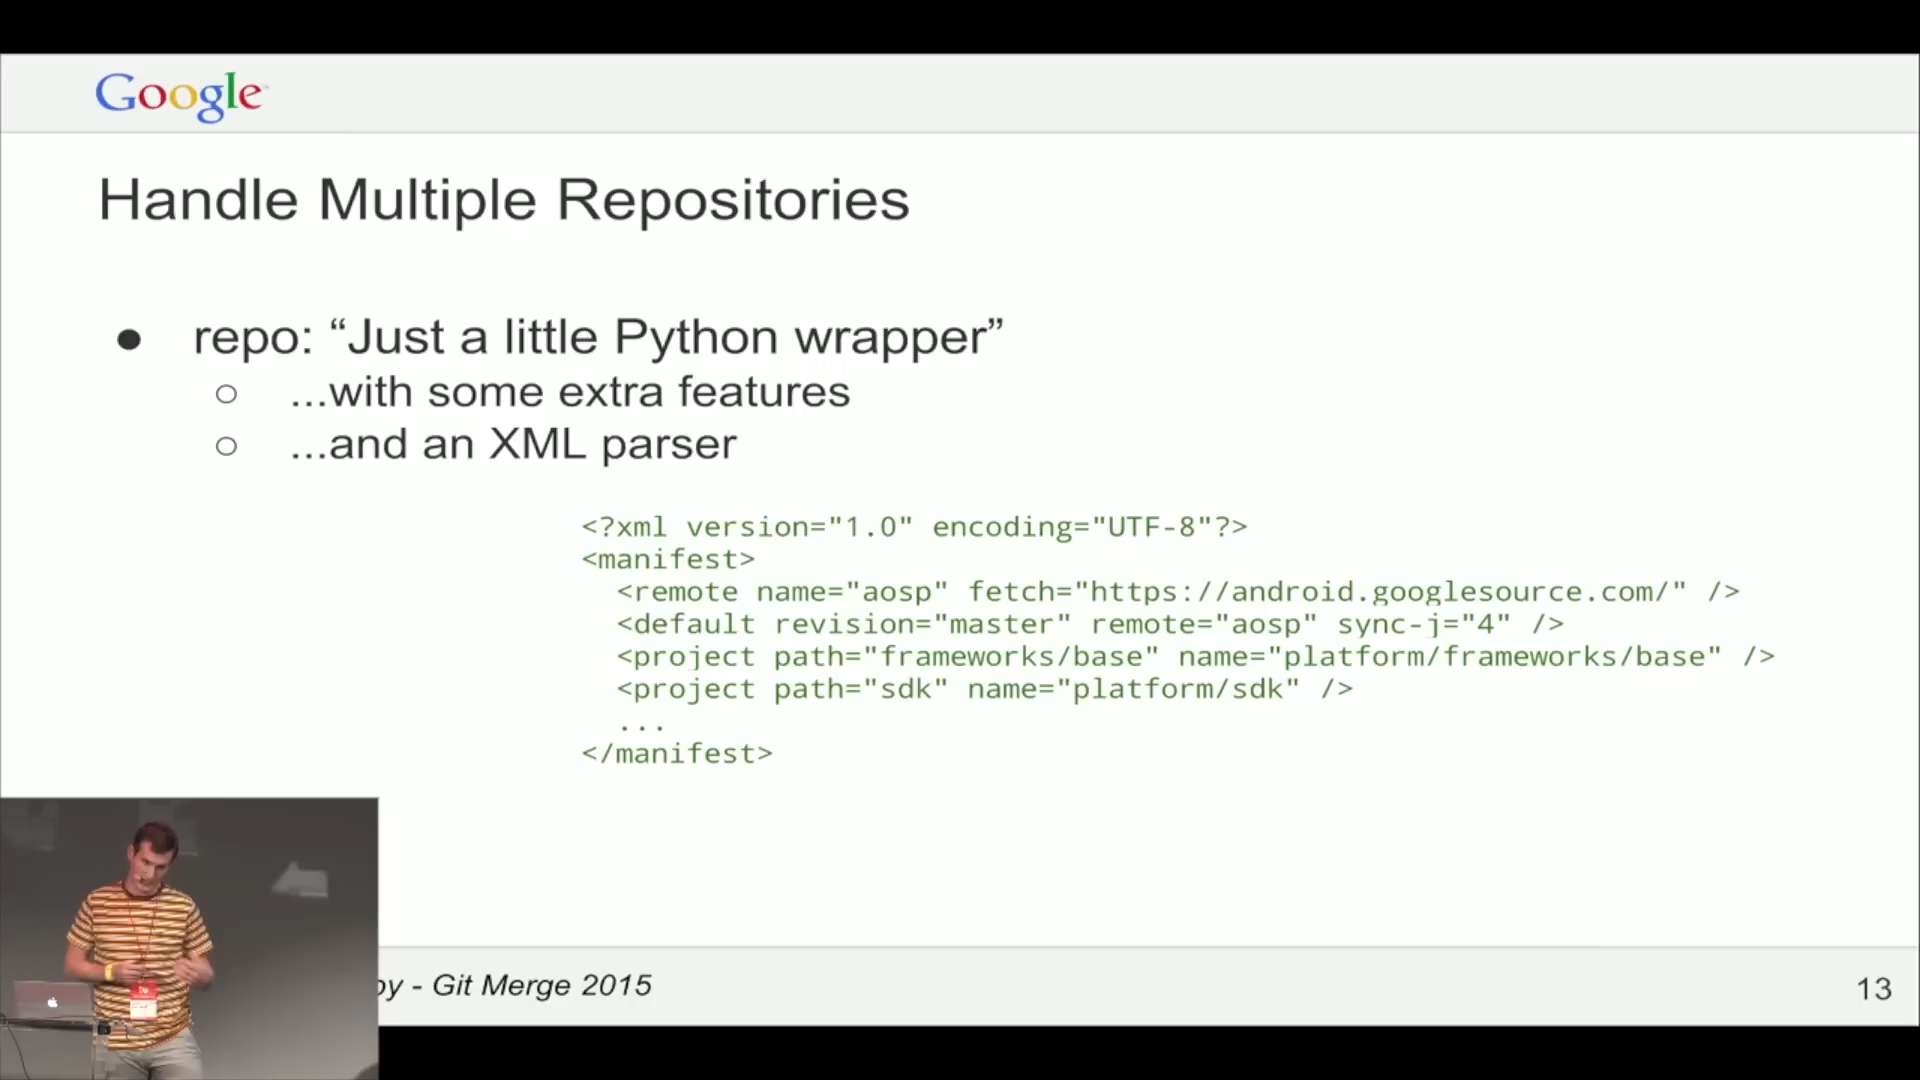 Google
Handle Multiple Repositories
● repo: “Just a little Python wrapper”
○ ...with some extra features
○ ...and an XML parser
<?xml version="1.0" encoding="UTF-8"?>
<manifest>
<remote name="aosp" fetch="https://android.googlesource.com/" />
<default revision="master" remote="aosp" sync-j="4" />
<project path="frameworks/base" name="platform/frameworks/base" />
<project path="sdk" name="platform/sdk" />
...
</manifest>
- Git Merge 2015
13